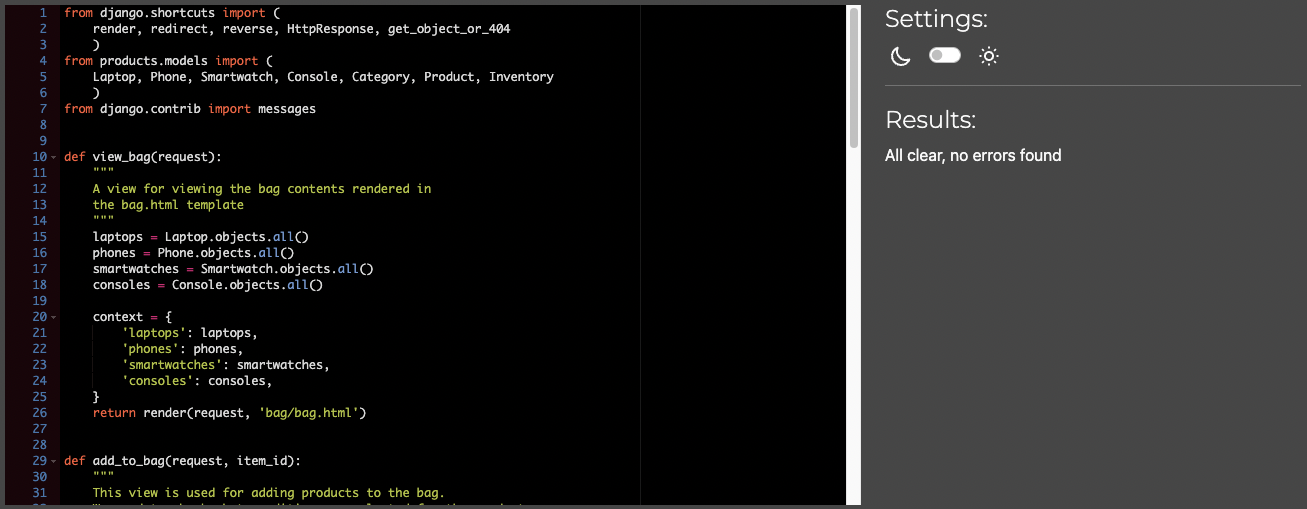 1 from django.shortcuts import (
2     render, redirect, reverse, HttpResponse, get_object_or_404
3     )
4 from products.models import (
5     Laptop, Phone, Smartwatch, Console, Category, Product, Inventory
6     )
7 from django.contrib import messages
8
9
10 def view_bag(request):
11     """
12     A view for viewing the bag contents rendered in
13     the bag.html template
14     """
15     laptops = Laptop.objects.all()
16     phones = Phone.objects.all()
17     smartwatches = Smartwatch.objects.all()
18     consoles = Console.objects.all()
19
20     context = {
21         'laptops': laptops,
22         'phones': phones,
23         'smartwatches': smartwatches,
24         'consoles': consoles,
25     }
26     return render(request, 'bag/bag.html')
27
28
29 def add_to_bag(request, item_id):
30     """
31     This view is used for adding products to the bag.
Settings:
Results:
All clear, no errors found